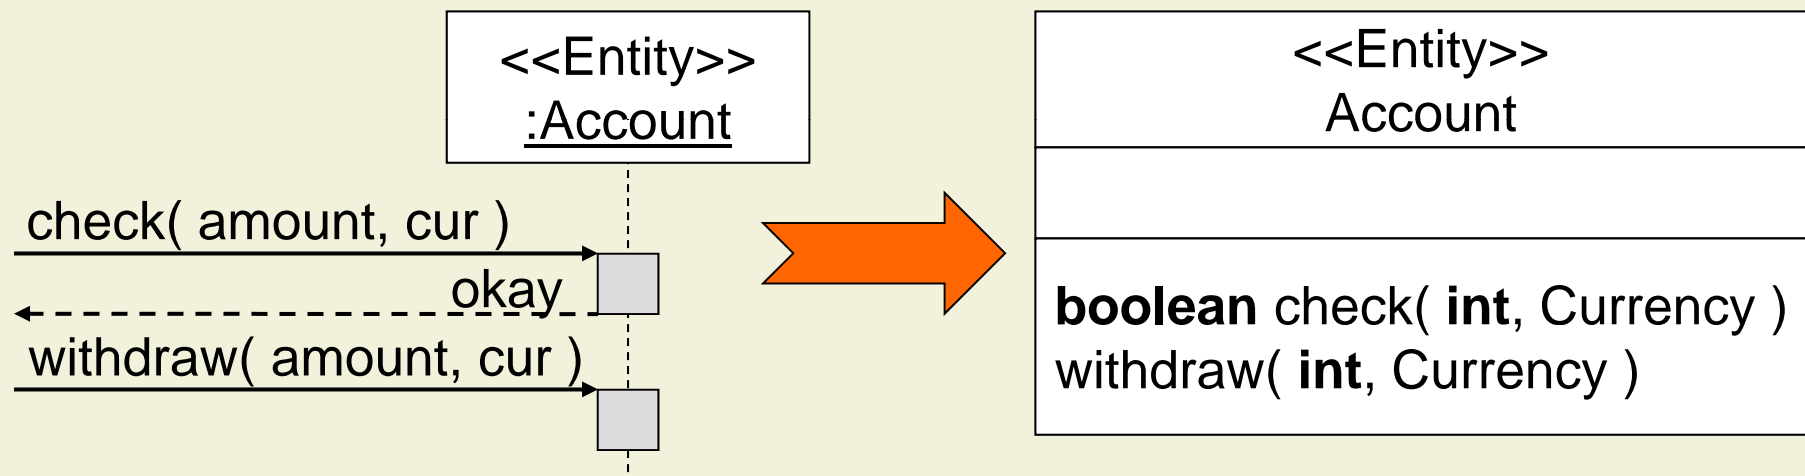 <<Entity>>
:Account
check( amount, cur )
okay
withdraw( amount, cur )
<<Entity>>
Account
boolean check( int, Currency )
withdraw( int, Currency )